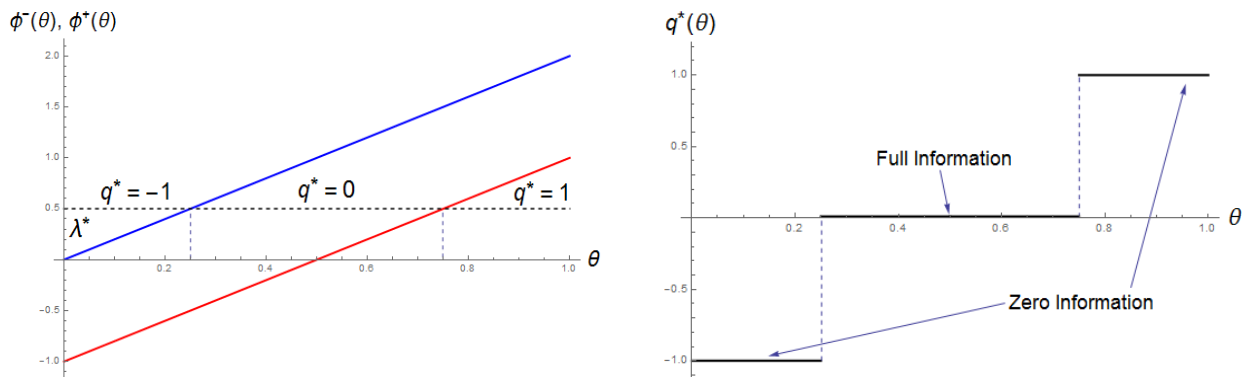 ϕ⁻(θ), ϕ⁺(θ)
2.0
1.5
1.0
q* = −1
q* = 0
q* = 1
0.5
λ*
0.2
0.4
0.6
0.8
1.0
θ
−0.5
−1.0
q*(θ)
1.0
0.5
Full Information
0.2
0.4
0.6
0.8
1.0
θ
−0.5
Zero Information
−1.0